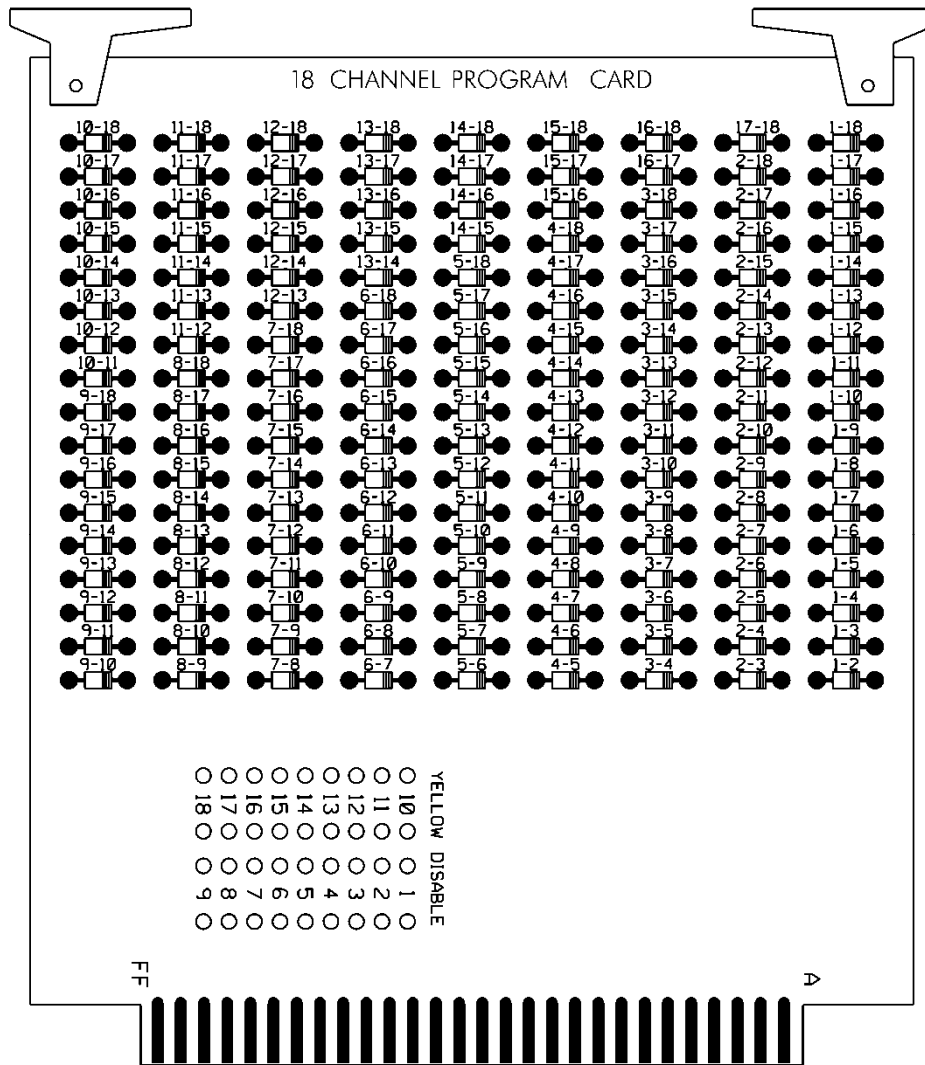 18 CHANNEL PROGRAM CARD
10-18 11-18 12-18 13-18 14-18 15-18 16-18 17-18 1-18
10-17 11-17 12-17 13-17 14-17 15-17 16-17 2-18 1-17
10-16 11-16 12-16 13-16 14-16 15-16 3-18 2-17 1-16
10-15 11-15 12-15 13-15 14-15 4-18 3-17 2-16 1-15
10-14 11-14 12-14 13-14 5-18 4-17 3-16 2-15 1-14
10-13 11-13 12-13 6-18 5-17 4-16 3-15 2-14 1-13
10-12 11-12 7-18 6-17 5-16 4-15 3-14 2-13 1-12
10-11 8-18 7-17 6-16 5-15 4-14 3-13 2-12 1-11
9-18 8-17 7-16 6-15 5-14 4-13 3-12 2-11 1-10
9-17 8-16 7-15 6-14 5-13 4-12 3-11 2-10 1-9
9-16 8-15 7-14 6-13 5-12 4-11 3-10 2-9 1-8
9-15 8-14 7-13 6-12 5-11 4-10 3-9 2-8 1-7
9-14 8-13 7-12 6-11 5-10 4-9 3-8 2-7 1-6
9-13 8-12 7-11 6-10 5-9 4-8 3-7 2-6 1-5
9-12 8-11 7-10 6-9 5-8 4-7 3-6 2-5 1-4
9-11 8-10 7-9 6-8 5-7 4-6 3-5 2-4 1-3
9-10 8-9 7-8 6-7 5-6 4-5 3-4 2-3 1-2
YELLOW DISABLE
10 1
11 2
12 3
13 4
14 5
15 6
16 7
17 8
18 9
FF A